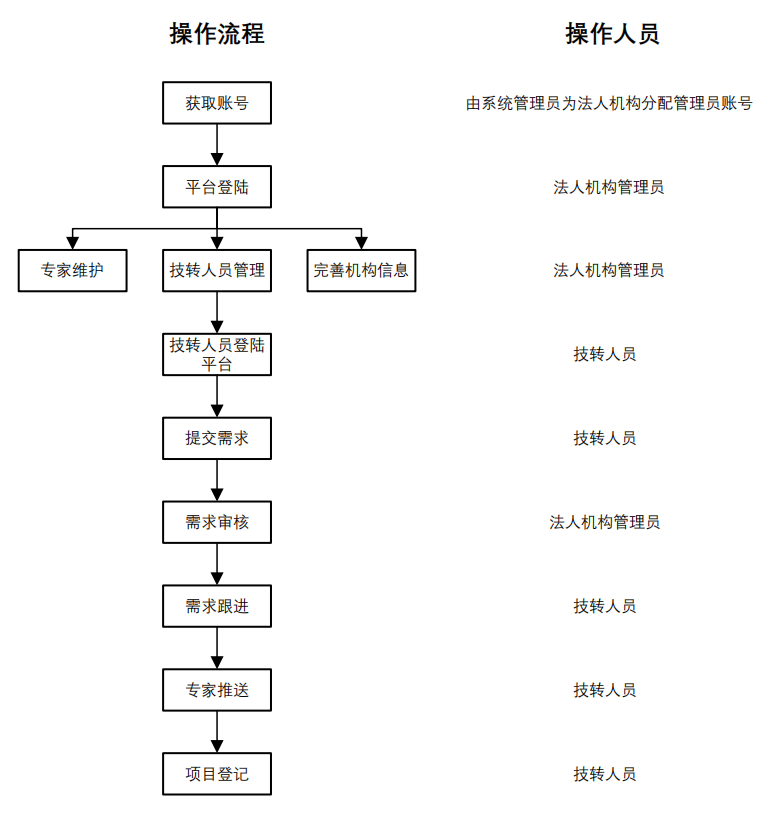 操作流程
操作人员
获取账号
由系统管理员为法人机构分配管理员账号
平台登陆
法人机构管理员
专家维护
技转人员管理
完善机构信息
法人机构管理员
技转人员登陆
平台
技转人员
提交需求
技转人员
需求审核
法人机构管理员
需求跟进
技转人员
专家推送
技转人员
项目登记
技转人员